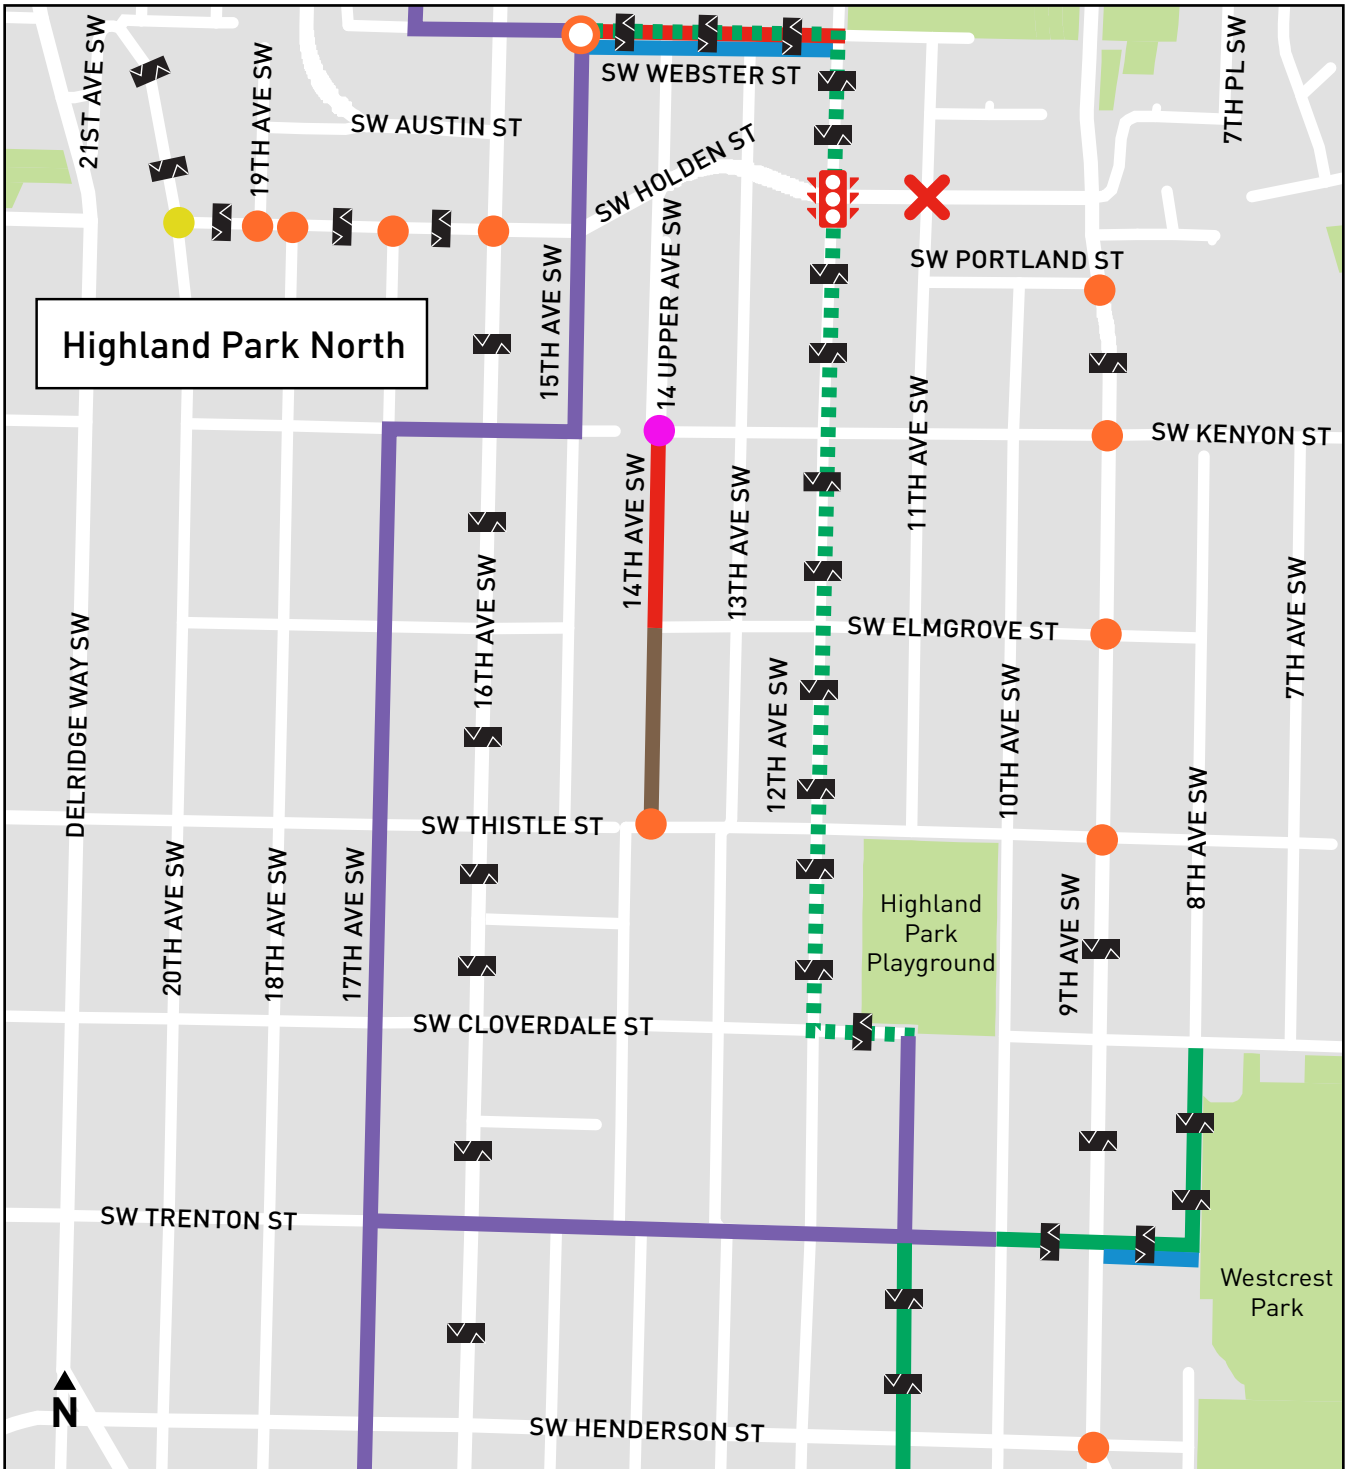 21ST AVE SW
19TH AVE SW
SW AUSTIN ST
SW WEBSTER ST
7TH PL SW
SW HOLDEN ST
SW PORTLAND ST
15TH AVE SW
14 UPPER AVE SW
Highland Park North
11TH AVE SW
SW KENYON ST
14TH AVE SW
13TH AVE SW
16TH AVE SW
SW ELMGROVE ST
7TH AVE SW
DELRIDGE WAY SW
12TH AVE SW
10TH AVE SW
8TH AVE SW
SW THISTLE ST
20TH AVE SW
18TH AVE SW
17TH AVE SW
Highland
Park
Playground
9TH AVE SW
SW CLOVERDALE ST
SW TRENTON ST
Westcrest
Park
N
SW HENDERSON ST